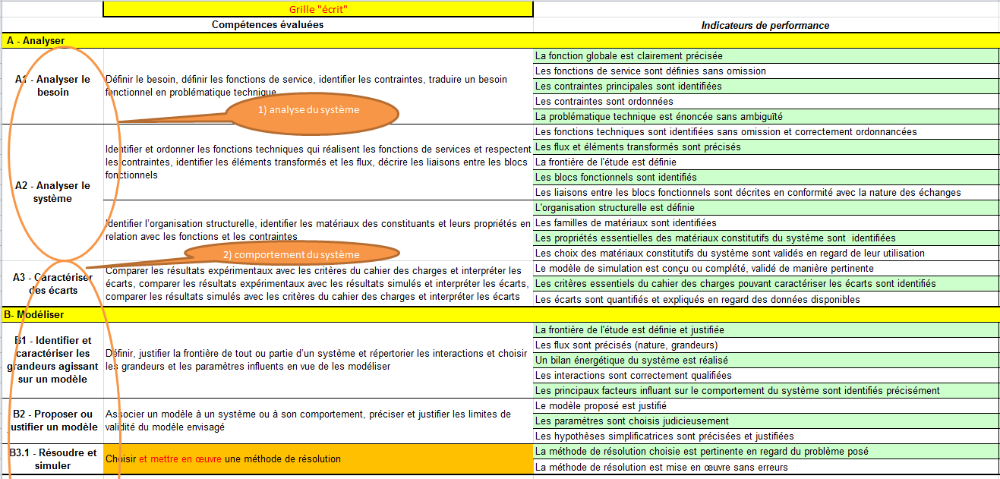 Grille "écrit"
Compétences évaluées
Indicateurs de performance
A - Analyser
A1 - Analyser le
besoin
Définir le besoin, définir les fonctions de service, identifier les contraintes, traduire un besoin
fonctionnel en problématique technique
La fonction globale est clairement précisée
Les fonctions de service sont définies sans omission
Les contraintes principales sont identifiées
Les contraintes sont ordonnées
La problématique technique est énoncée sans ambiguïté
1) analyse du système
A2 - Analyser le
système
Identifier et ordonner les fonctions techniques qui réalisent les fonctions de services et respectent
les contraintes, identifier les éléments transformés et les flux, décrire les liaisons entre les blocs
fonctionnels
Les fonctions techniques sont identifiées sans omission et correctement ordonnancées
Les flux et éléments transformés sont précisés
La frontière de l'étude est définie
Les blocs fonctionnels sont identifiés
Les liaisons entre les blocs fonctionnels sont décrites en conformité avec la nature des échanges
Identifier l'organisation structurelle, identifier les matériaux des constituants et leurs propriétés en
relation avec les fonctions et les contraintes
L'organisation structurelle est définie
Les familles de matériaux sont identifiées
Les propriétés essentielles des matériaux constitutifs du système sont identifiées
Les choix des matériaux constitutifs du système sont validés en regard de leur utilisation
2) comportement du système
A3 - Caractériser
des écarts
Comparer les résultats expérimentaux avec les critères du cahier des charges et interpréter les
écarts, comparer les résultats expérimentaux avec les résultats simulés et interpréter les écarts,
comparer les résultats simulés avec les critères du cahier des charges et interpréter les écarts
Le modèle de simulation est conçu ou complété, validé de manière pertinente
Les critères essentiels du cahier des charges pouvant caractériser les écarts sont identifiés
Les écarts sont quantifiés et expliqués en regard des données disponibles
B- Modéliser
B1 - Identifier et
caractériser les
grandeurs agissant
sur un modèle
Définir, justifier la frontière de tout ou partie d'un système et répertorier les interactions et choisir
les grandeurs et les paramètres influents en vue de les modéliser
La frontière de l'étude est définie et justifiée
Les flux sont précisés (nature, grandeurs)
Un bilan énergétique du système est réalisé
Les interactions sont correctement qualifiées
Les principaux facteurs influant sur le comportement du système sont identifiés précisément
B2 - Proposer ou
justifier un modèle
Associer un modèle à un système ou à son comportement, préciser et justifier les limites de
validité du modèle envisagé
Le modèle proposé est justifié
Les paramètres sont choisis judicieusement
Les hypothèses simplificatrices sont précisées et justifiées
B3.1 - Résoudre et
simuler
Choisir et mettre en œuvre une méthode de résolution
La méthode de résolution choisie est pertinente en regard du problème posé
La méthode de résolution est mise en œuvre sans erreurs